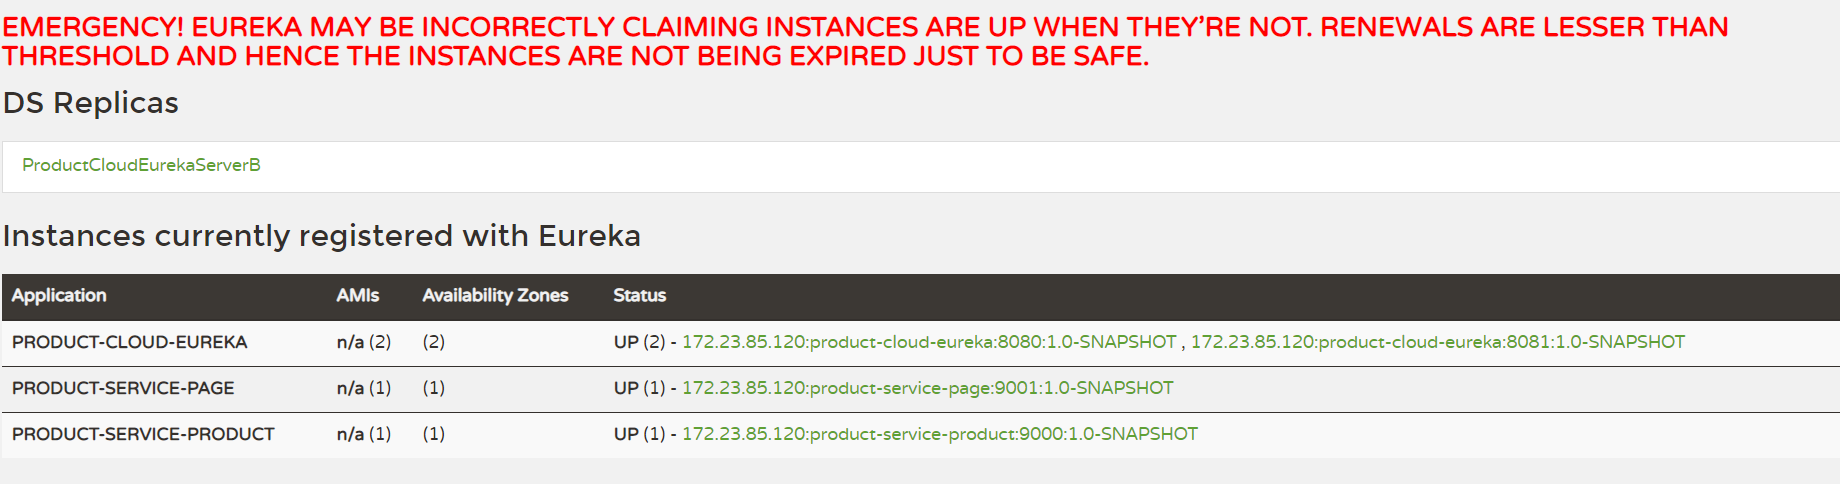 EMERGENCY! EUREKA MAY BE INCORRECTLY CLAIMING INSTANCES ARE UP WHEN THEY’RE NOT. RENEWALS ARE LESSER THAN
THRESHOLD AND HENCE THE INSTANCES ARE NOT BEING EXPIRED JUST TO BE SAFE.
DS Replicas
ProductCloudEurekaServerB
Instances currently registered with Eureka
Application AMIs Availability Zones Status
PRODUCT-CLOUD-EUREKA n/a (2) (2) UP (2) - 172.23.85.120:product-cloud-eureka:8080:1.0-SNAPSHOT , 172.23.85.120:product-cloud-eureka:8081:1.0-SNAPSHOT
PRODUCT-SERVICE-PAGE n/a (1) (1) UP (1) - 172.23.85.120:product-service-page:9001:1.0-SNAPSHOT
PRODUCT-SERVICE-PRODUCT n/a (1) (1) UP (1) - 172.23.85.120:product-service-product:9000:1.0-SNAPSHOT